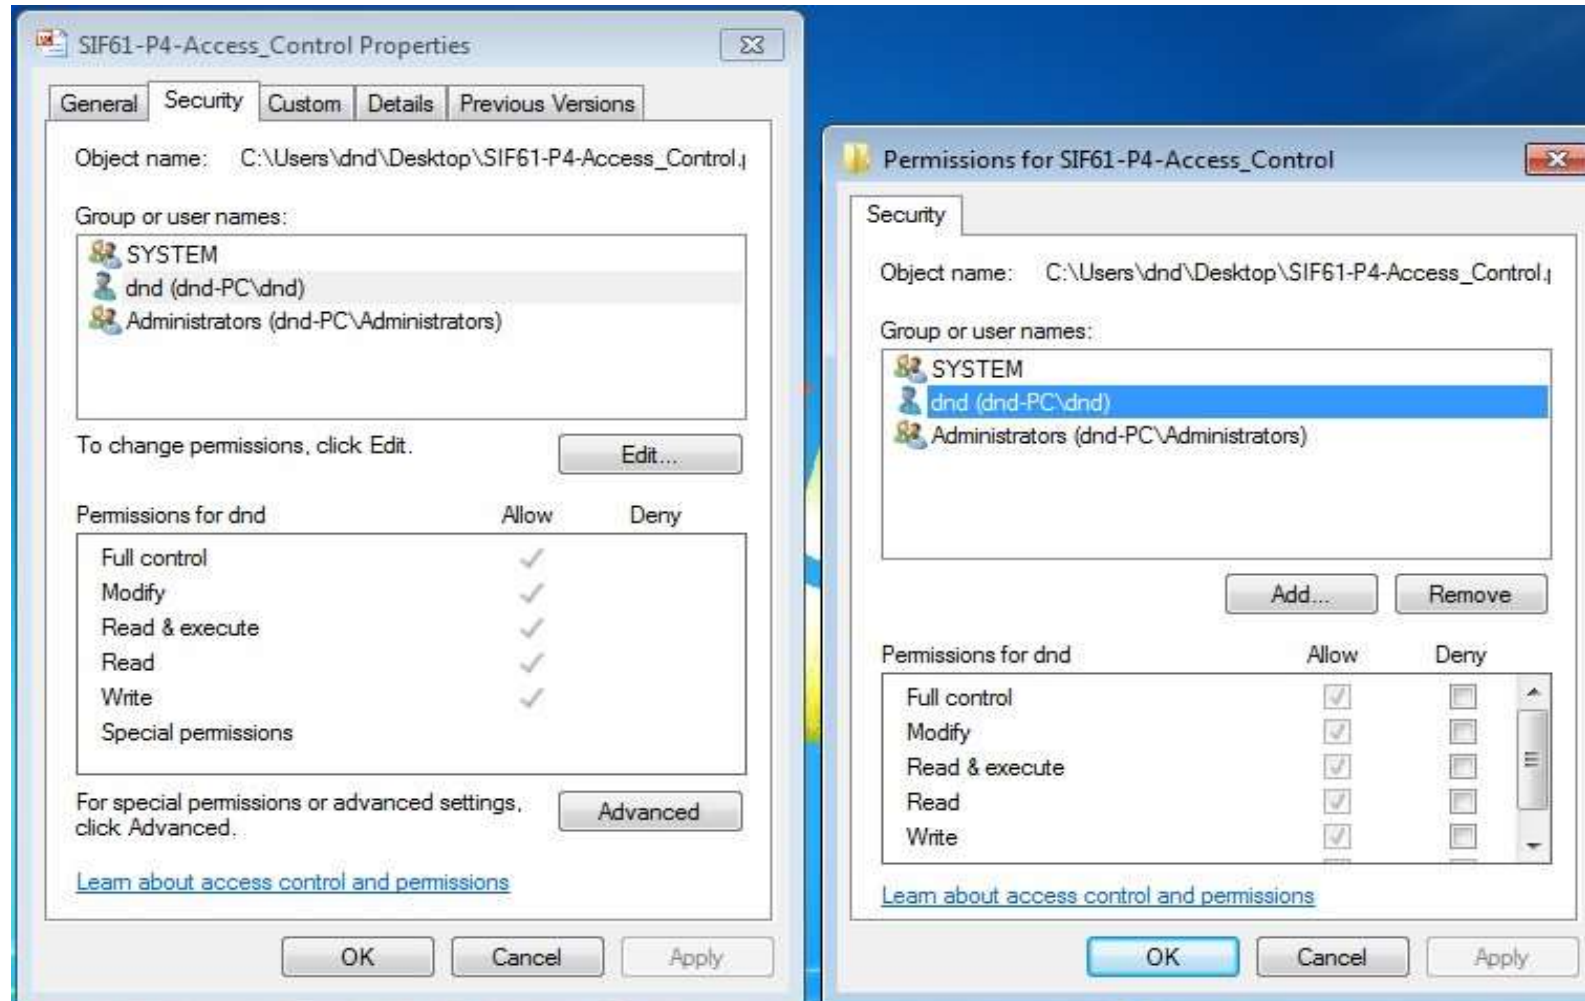 SIF61-P4-Access_Control Properties
General Security Custom Details Previous Versions
Object name: C:\Users\dnd\Desktop\SIF61-P4-Access_Control.p
Group or user names:
SYSTEM
dnd (dnd-PC\dnd)
Administrators (dnd-PC\Administrators)
To change permissions, click Edit.
Edit...
Permissions for dnd Allow Deny
Full control
Modify
Read & execute
Read
Write
Special permissions
For special permissions or advanced settings,
click Advanced.
Advanced
Learn about access control and permissions
OK Cancel Apply
Permissions for SIF61-P4-Access_Control
Security
Object name: C:\Users\dnd\Desktop\SIF61-P4-Access_Control.p
Group or user names:
SYSTEM
dnd (dnd-PC\dnd)
Administrators (dnd-PC\Administrators)
Add... Remove
Permissions for dnd Allow Deny
Full control
Modify
Read & execute
Read
Write
Learn about access control and permissions
OK Cancel Apply